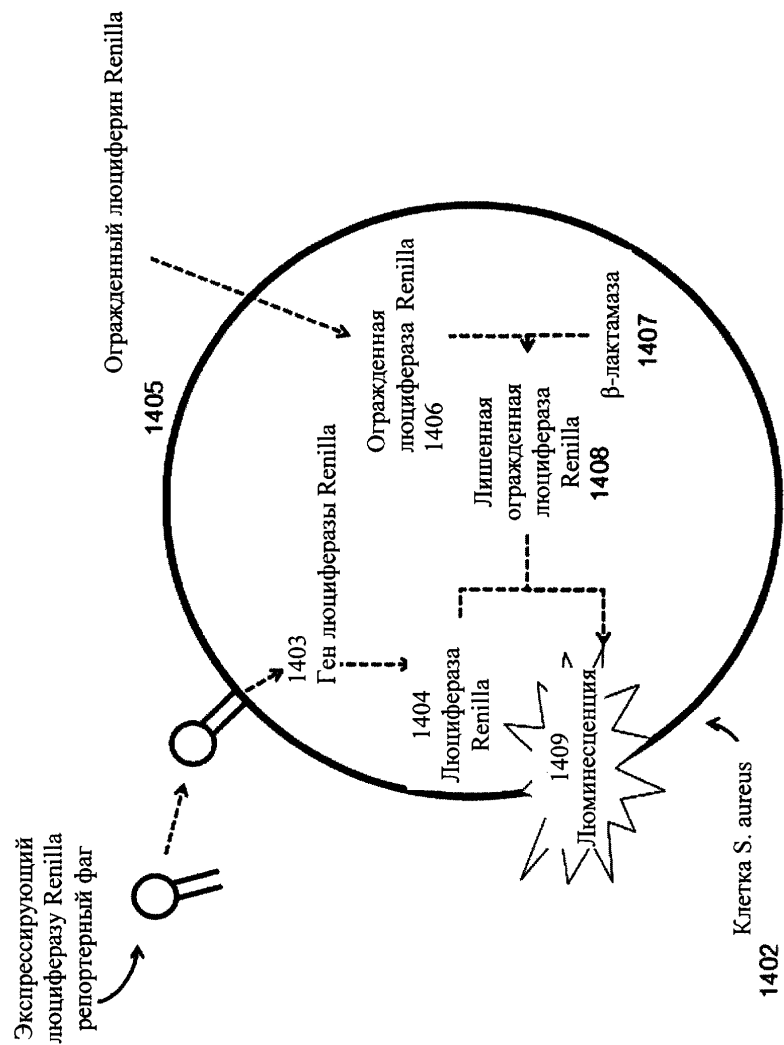 Экспрессирующий
люциферазу Renilla
репортерный фаг
Огражденный люциферин Renilla
1405
1403
Ген люциферазы Renilla
Огражденная
люцифераза Renilla
1406
1404
Люцифераза
Renilla
Лишенная
огражденная
люцифераза
Renilla
1408
β-лактамаза
1407
1409
Люминесценция
Клетка S. aureus
1402